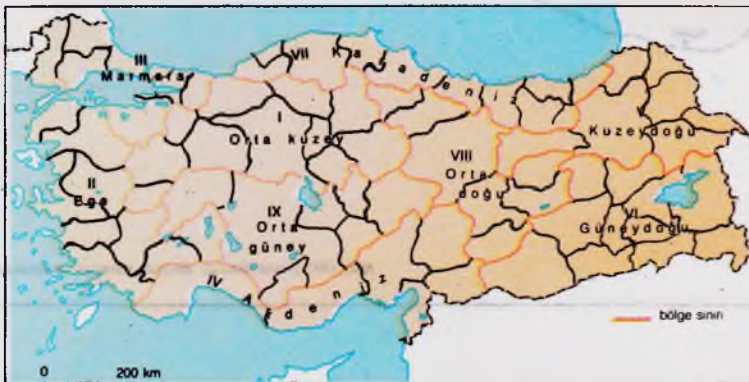 III
Marmara
VII Karadeniz
I
Orta kuzey
Kuzeydoğu
VIII
Orta
doğu
II
Ege
IX
Orta
güney
VI
Güneydoğu
IV Akdeniz
bölge sınırı
0 200 km